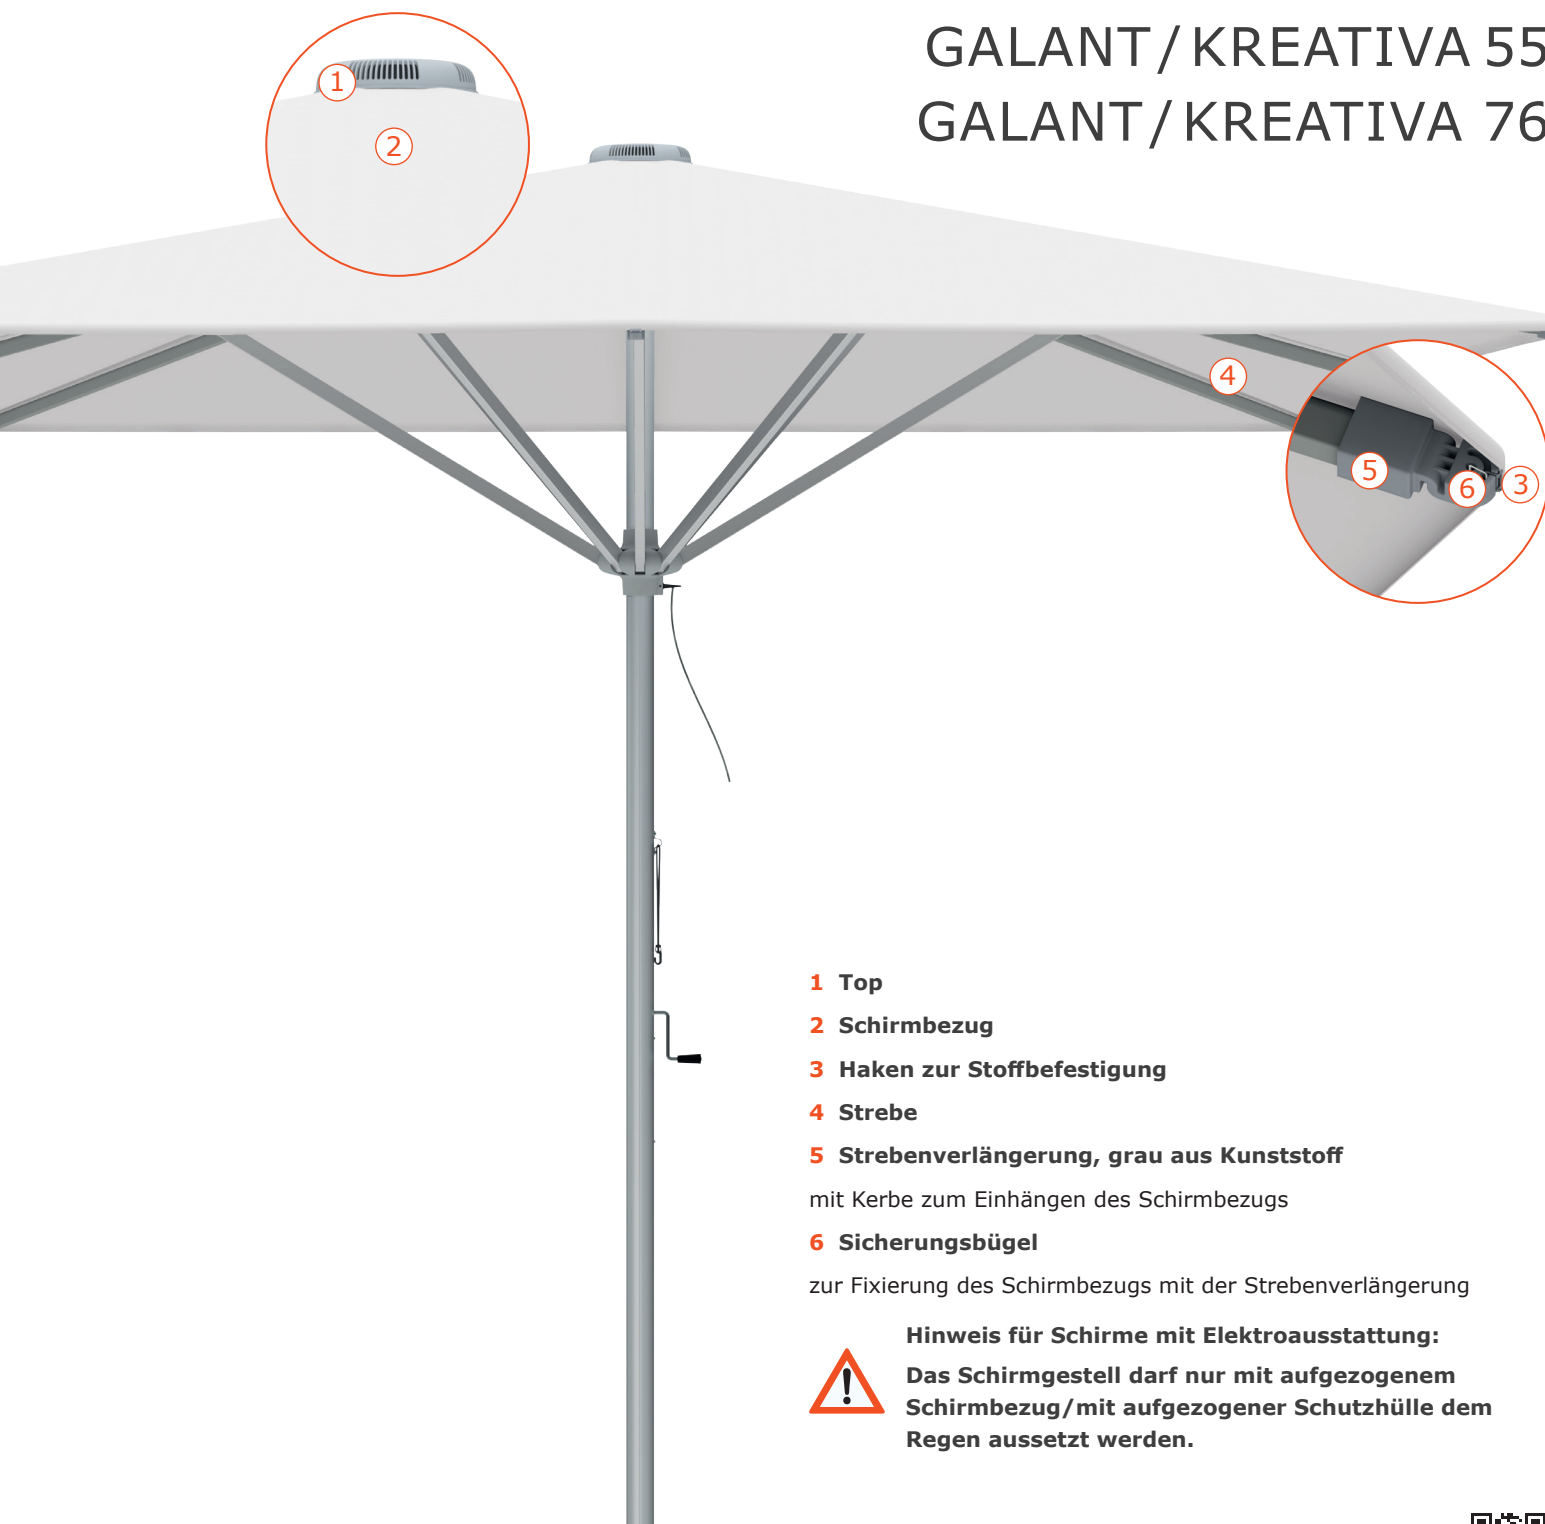 GALANT / KREATIVA 55
GALANT / KREATIVA 76
1
2
4
5
6
3
1 Top
2 Schirmbezug
3 Haken zur Stoffbefestigung
4 Strebe
5 Strebenverlängerung, grau aus Kunststoff
mit Kerbe zum Einhängen des Schirmbezugs
6 Sicherungsbügel
zur Fixierung des Schirmbezugs mit der Strebenverlängerung
Hinweis für Schirme mit Elektroausstattung:
Das Schirmgestell darf nur mit aufgezogenem
Schirmbezug/mit aufgezogener Schutzhülle dem
Regen aussetzt werden.